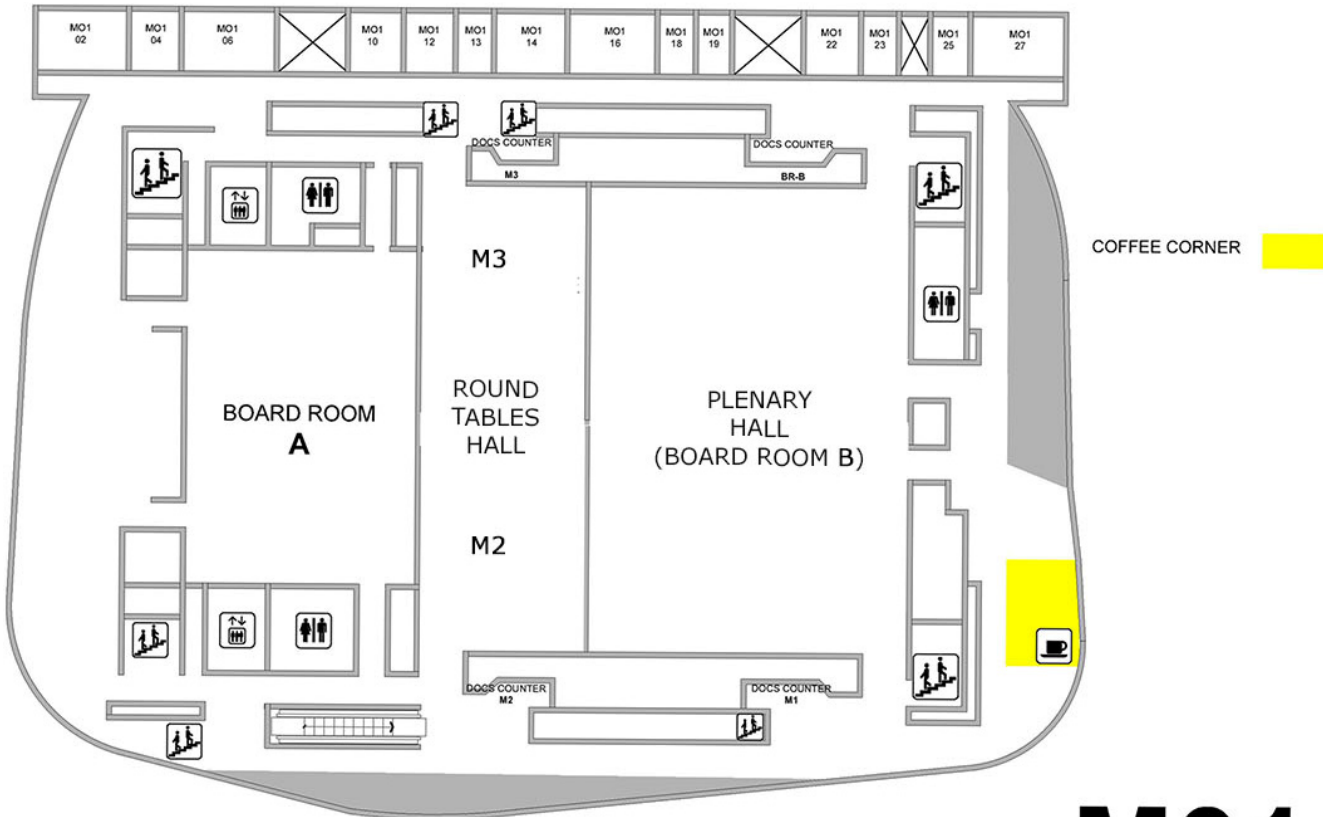 MO1
02
MO1
04
MO1
06
MO1
10
MO1
12
MO1
13
MO1
14
MO1
16
MO1
18
MO1
19
MO1
22
MO1
23
MO1
25
MO1
27
DOCS COUNTER
M3
DOCS COUNTER
BR-B
M3
COFFEE CORNER
BOARD ROOM
A
ROUND
TABLES
HALL
PLENARY
HALL
(BOARD ROOM B)
M2
DOCS COUNTER
M2
DOCS COUNTER
M1